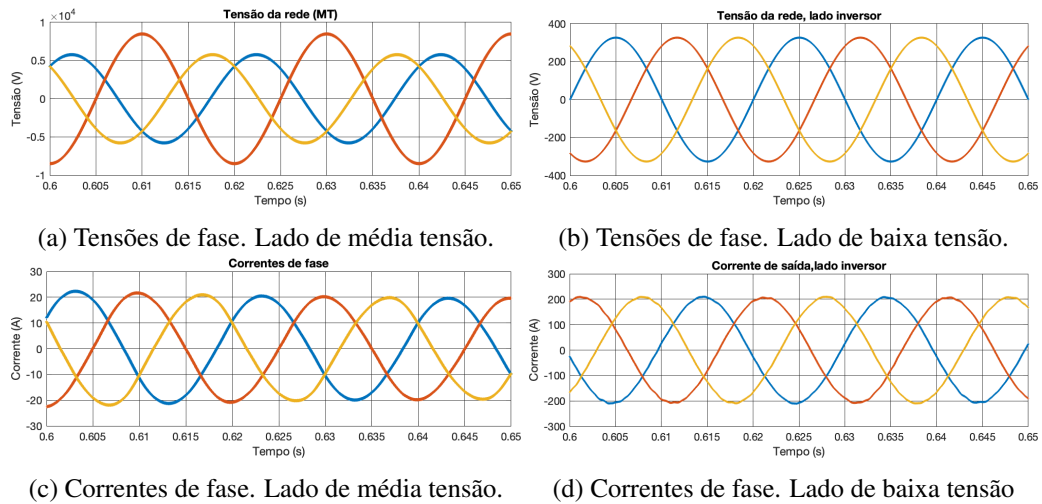 Tensão da rede (MT)
1 ×10⁴
0.5
0
-0.5
-1
Tensão (V)
0.6 0.605 0.61 0.615 0.62 0.625 0.63 0.635 0.64 0.645 0.65
Tempo (s)
(a) Tensões de fase. Lado de média tensão.
Tensão da rede, lado inversor
400
200
0
-200
-400
Tensão (V)
0.6 0.605 0.61 0.615 0.62 0.625 0.63 0.635 0.64 0.645 0.65
Tempo (s)
(b) Tensões de fase. Lado de baixa tensão.
Correntes de fase
30
20
10
0
-10
-20
-30
Corrente (A)
0.6 0.605 0.61 0.615 0.62 0.625 0.63 0.635 0.64 0.645 0.65
Tempo (s)
(c) Correntes de fase. Lado de média tensão.
Corrente de saída,lado inversor
300
200
100
0
-100
-200
-300
Corrente (A)
0.6 0.605 0.61 0.615 0.62 0.625 0.63 0.635 0.64 0.645 0.65
Tempo (s)
(d) Correntes de fase. Lado de baixa tensão